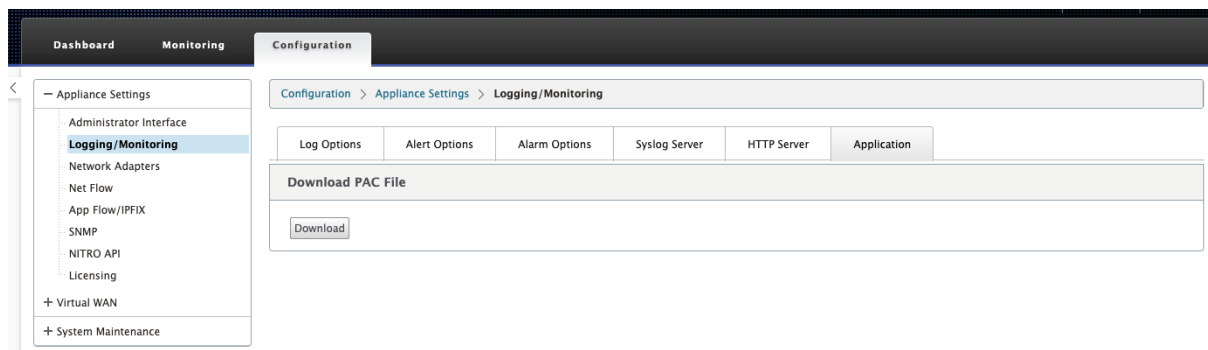 Dashboard Monitoring Configuration
Configuration > Appliance Settings > Logging/Monitoring
Appliance Settings
Administrator Interface
Logging/Monitoring
Network Adapters
Net Flow
App Flow/IPFIX
SNMP
NITRO API
Licensing
Virtual WAN
System Maintenance
Log Options Alert Options Alarm Options Syslog Server HTTP Server Application
Download PAC File
Download